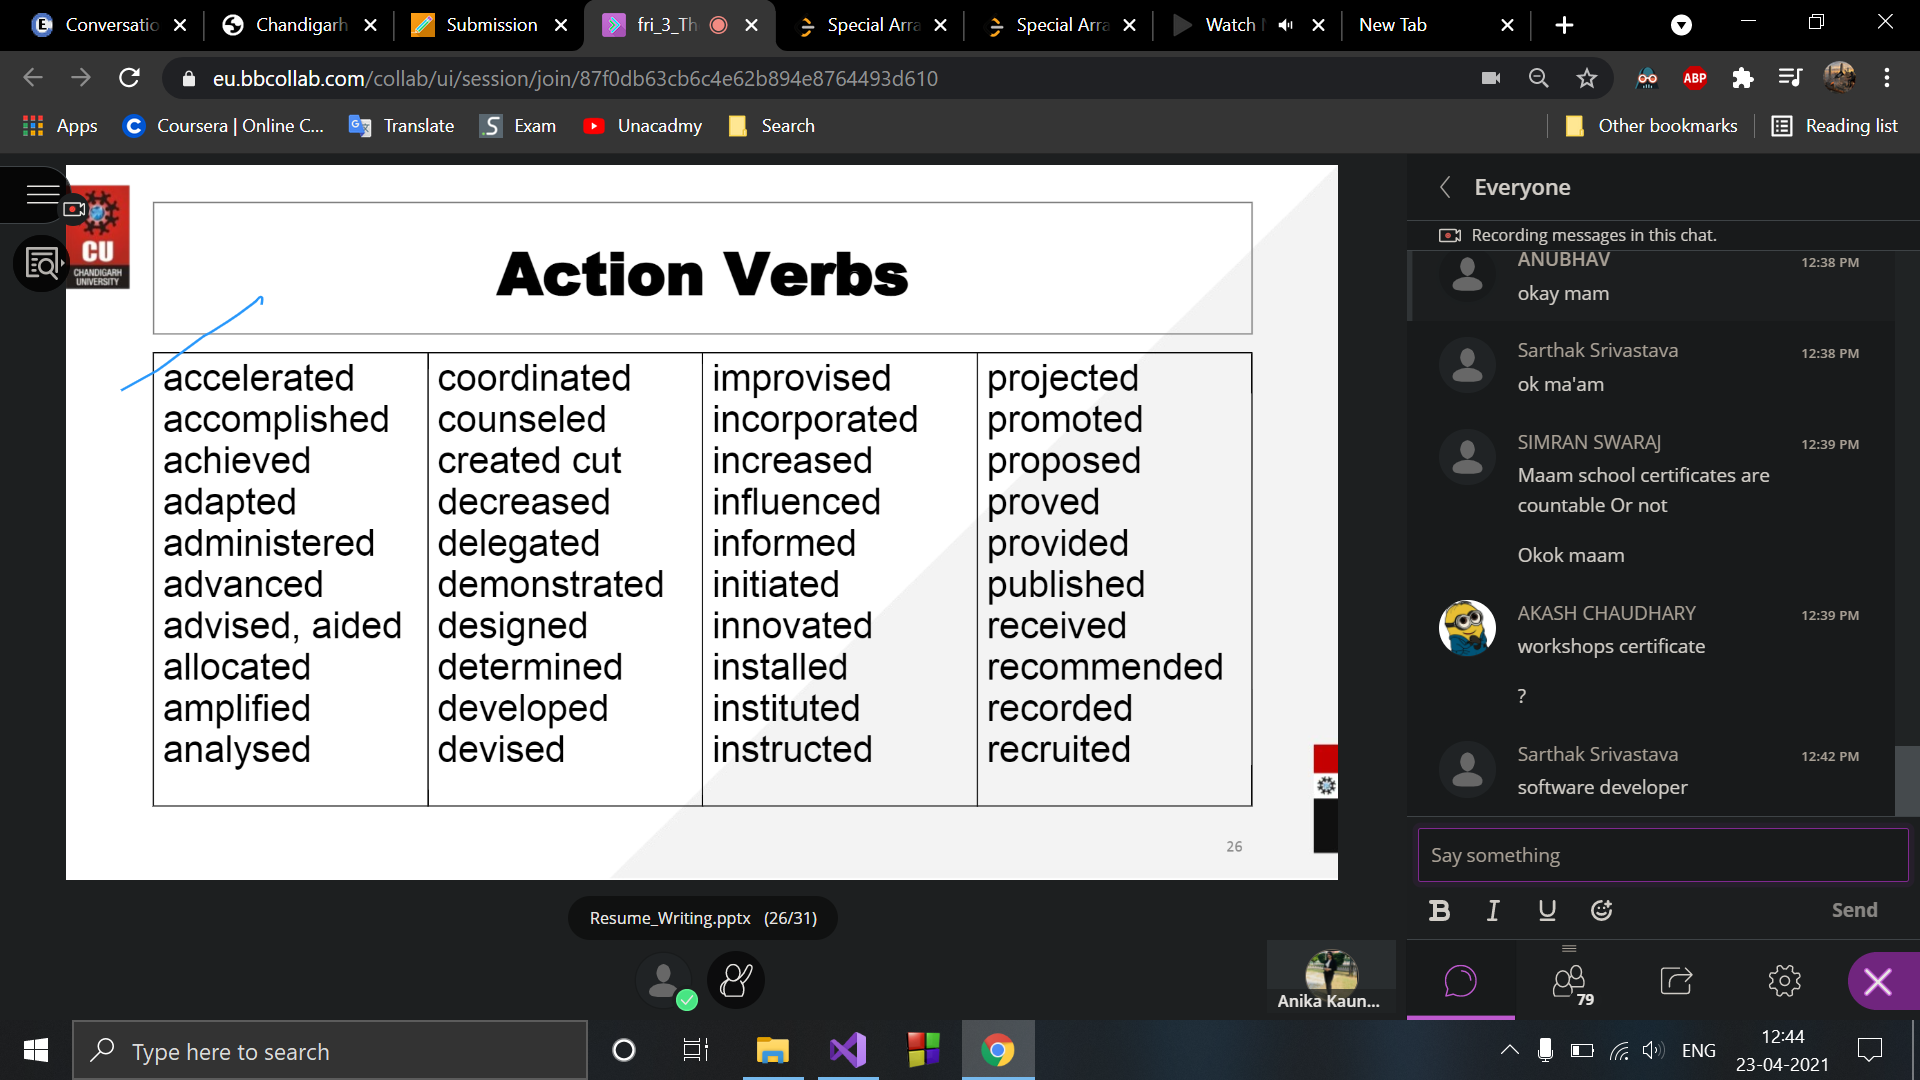 Conversatio
Chandigarh
Submission
fri_3_Th
Special Arra
Special Arra
Watch
New Tab
eu.bbcollab.com/collab/ui/session/join/87f0db63cb6c4e62b894e8764493d610
ABP
Apps
Coursera | Online C...
Translate
Exam
Unacadmy
Search
Other bookmarks
Reading list
CU
CHANDIGARH
UNIVERSITY
Action Verbs
accelerated
accomplished
achieved
adapted
administered
advanced
advised, aided
allocated
amplified
analysed
coordinated
counseled
created cut
decreased
delegated
demonstrated
designed
determined
developed
devised
improvised
incorporated
increased
influenced
informed
initiated
innovated
installed
instituted
instructed
projected
promoted
proposed
proved
provided
published
received
recommended
recorded
recruited
26
Resume_Writing.pptx (26/31)
Anika Kaun...
Everyone
Recording messages in this chat.
ANUBHAV 12:38 PM
okay mam
Sarthak Srivastava 12:38 PM
ok ma'am
SIMRAN SWARAJ 12:39 PM
Maam school certificates are
countable Or not
Okok maam
AKASH CHAUDHARY 12:39 PM
workshops certificate
?
Sarthak Srivastava 12:42 PM
software developer
Say something
B I U Send
79
Type here to search
ENG
12:44
23-04-2021